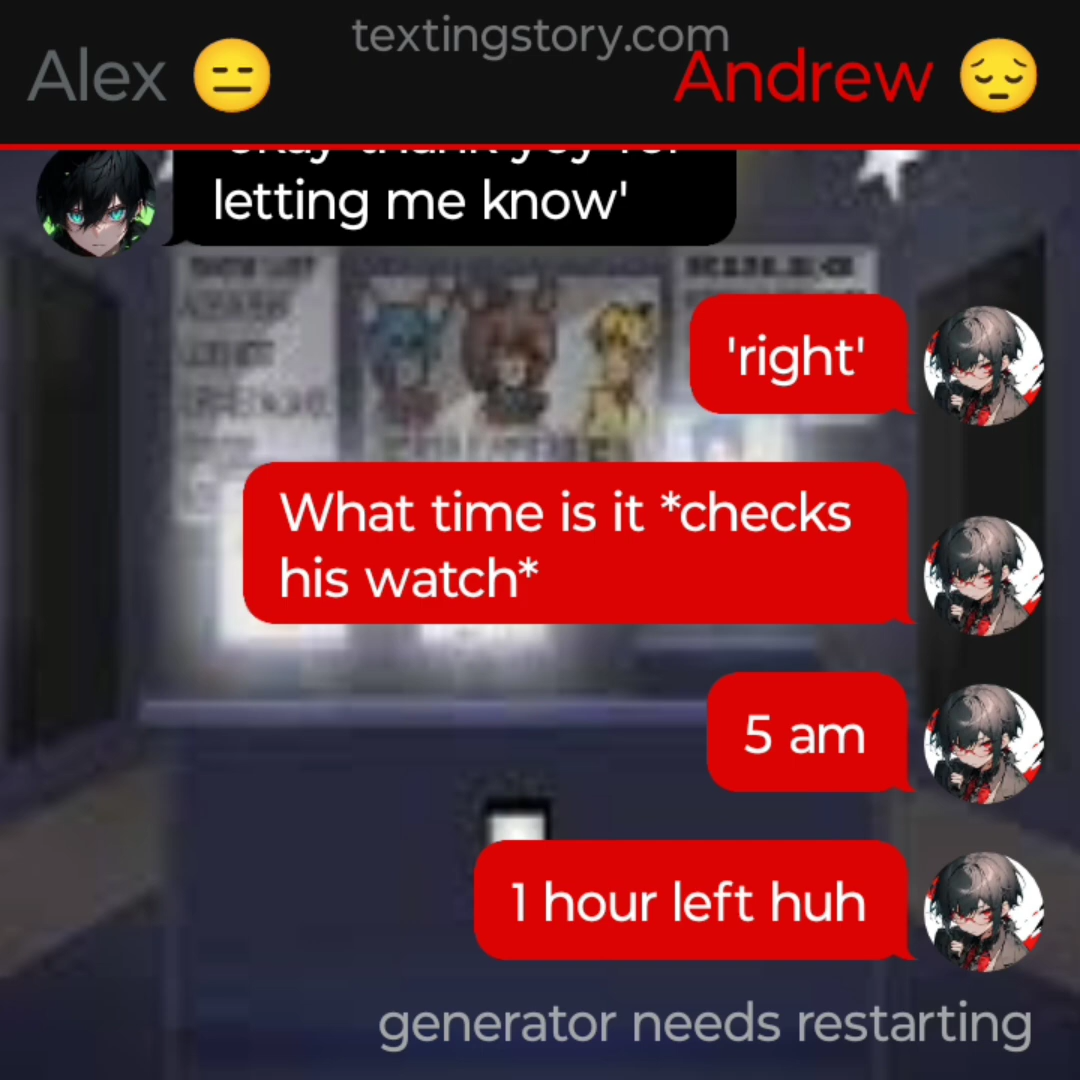 textingstory.com
Alex 😑
Andrew 😔
letting me know'
'right'
What time is it *checks
his watch*
5 am
1 hour left huh
generator needs restarting